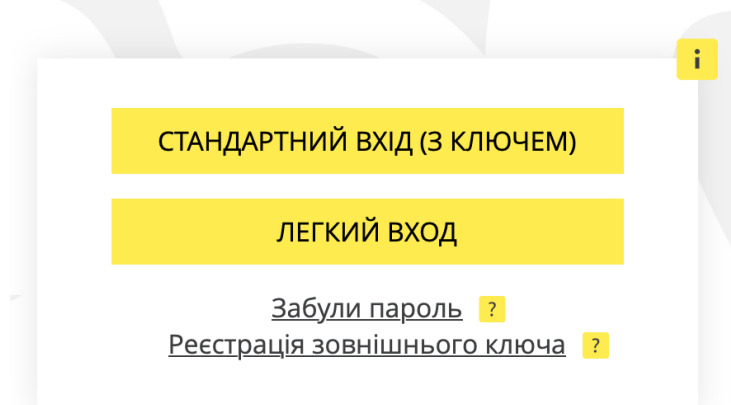 i
СТАНДАРТНИЙ ВХІД (З КЛЮЧЕМ)
ЛЕГКИЙ ВХОД
Забули пароль ?
Реєстрація зовнішнього ключа ?